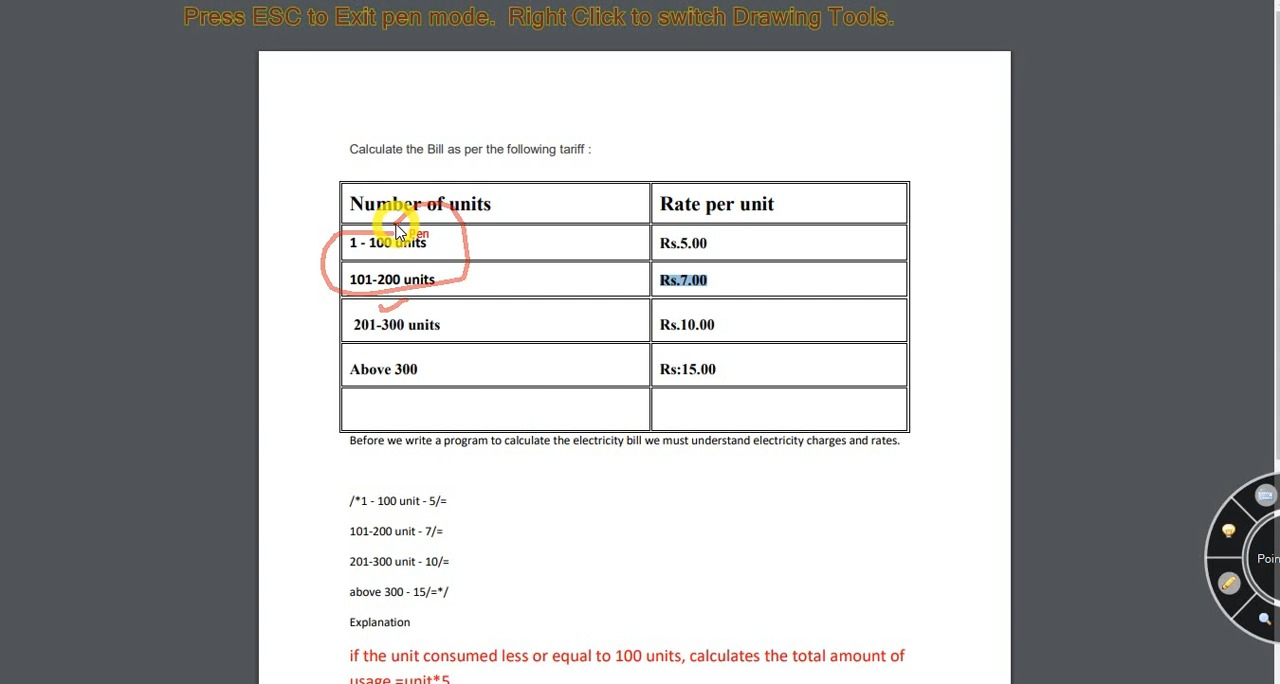 Press ESC to Exit pen mode. Right Click to switch Drawing Tools.
Calculate the Bill as per the following tariff :
Number of units Rate per unit
Pen
1 - 100 units Rs.5.00
101-200 units Rs.7.00
201-300 units Rs.10.00
Above 300 Rs:15.00
Before we write a program to calculate the electricity bill we must understand electricity charges and rates.
/*1 - 100 unit - 5/=
101-200 unit - 7/=
201-300 unit - 10/=
above 300 - 15/=*/
Explanation
if the unit consumed less or equal to 100 units, calculates the total amount of
usage =unit*5